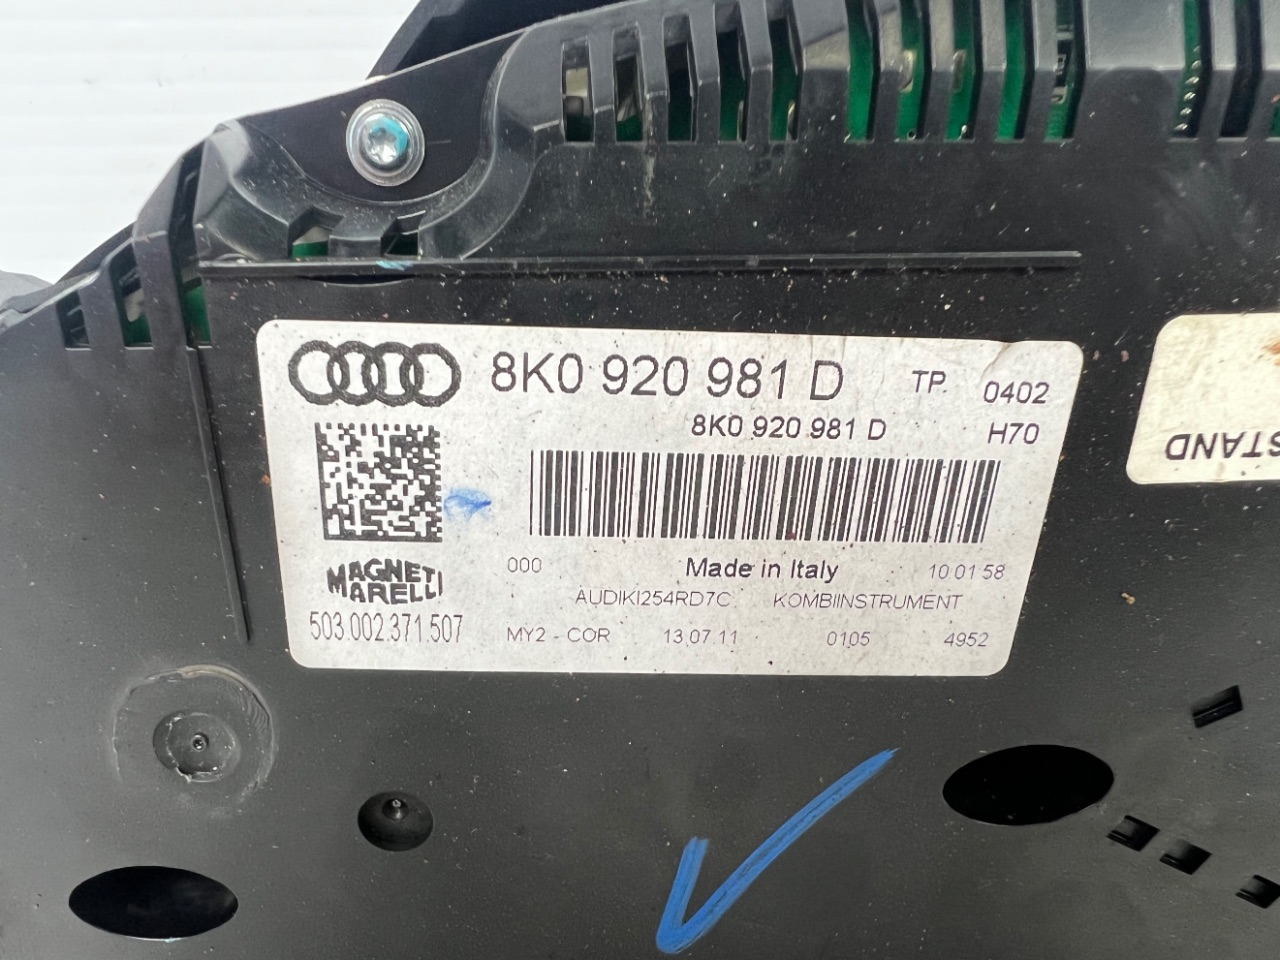 8K0 920 981 D TP. 0402
8K0 920 981 D H70
000 Made in Italy 10.01.58
MAGNETI
MARELLI
AUDIKI254RD7C KOMBIINSTRUMENT
503.002.371.507 MY2 - COR 13.07.11 0105 4952
STAND